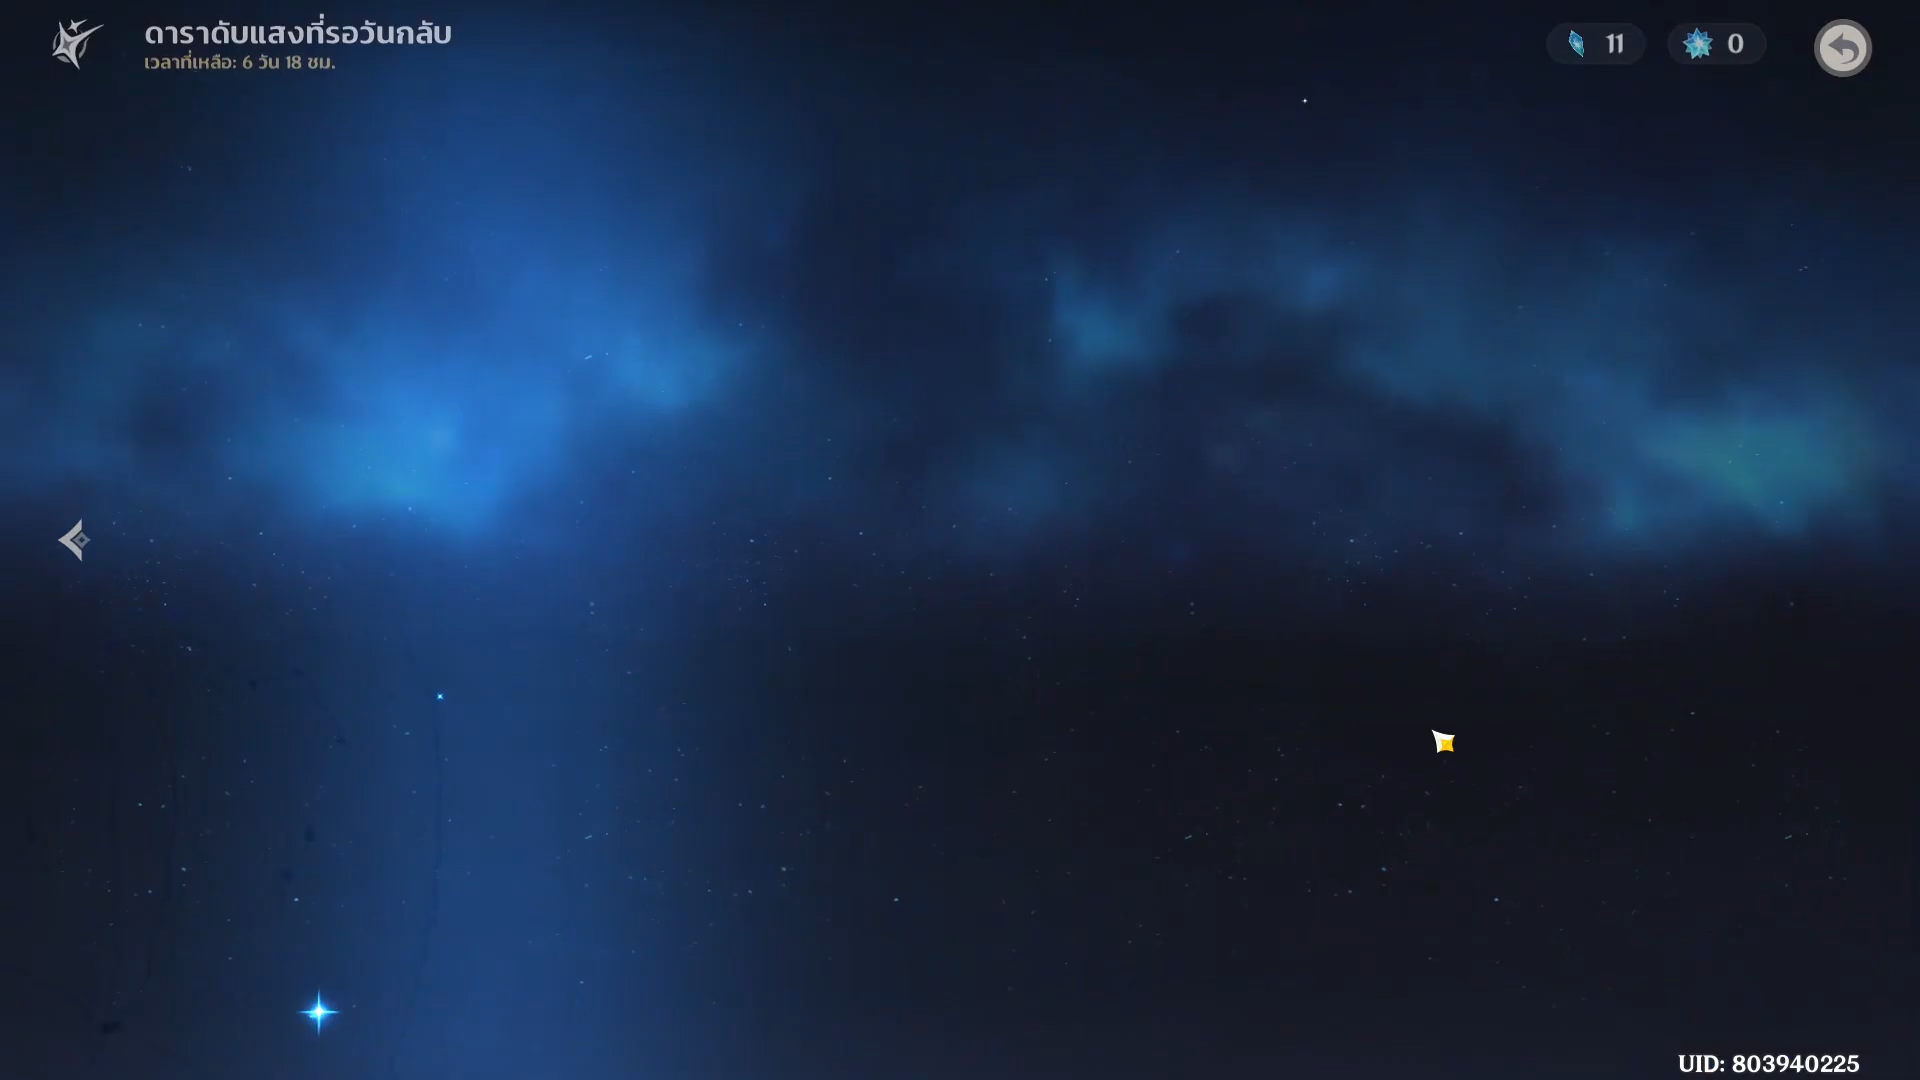 ดาราดับแสงที่รอวันกลับ
เวลาที่เหลือ: 6 วัน 18 ชม.
11
0
UID: 803940225